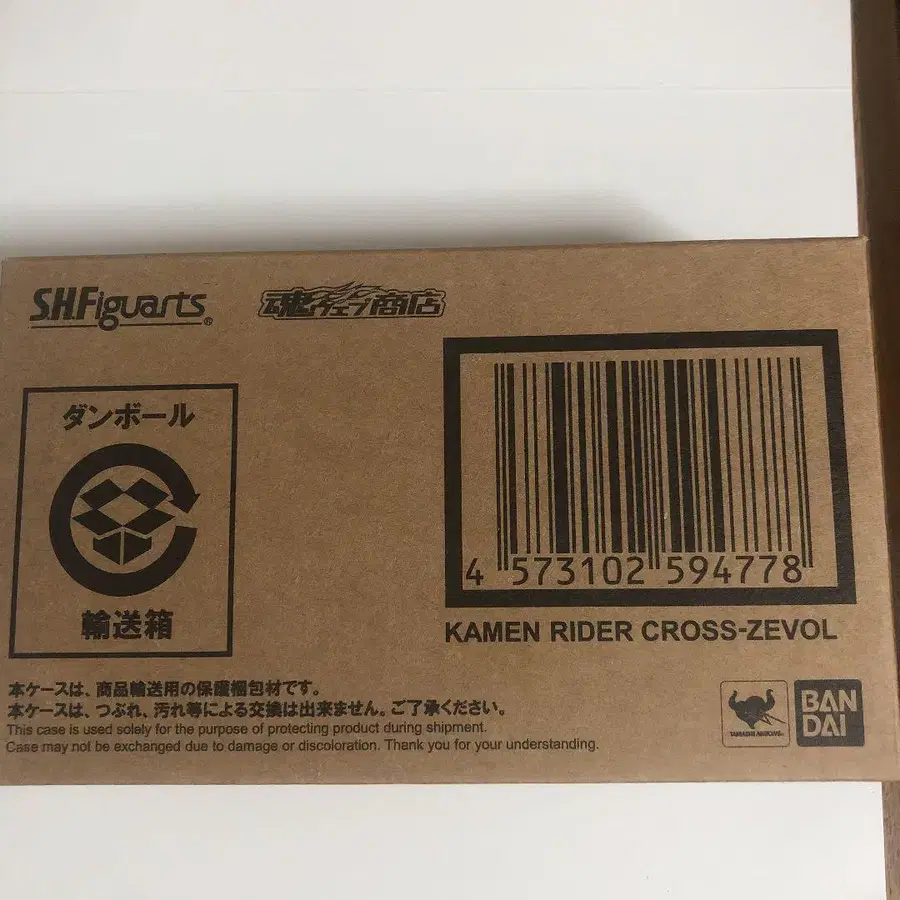 S.H.Figuarts®
魂ウェブ商店
ダンボール
輸送箱
4 573102 594778
KAMEN RIDER CROSS-ZEVOL
本ケースは、商品輸送用の保護梱包材です。
本ケースは、つぶれ、汚れ等による交換は出来ません。ご了承ください。
This case is used solely for the purpose of protecting product during shipment.
Case may not be exchanged due to damage or discoloration. Thank you for your understanding.
TAMASHII NATIONS
BAN
DAI